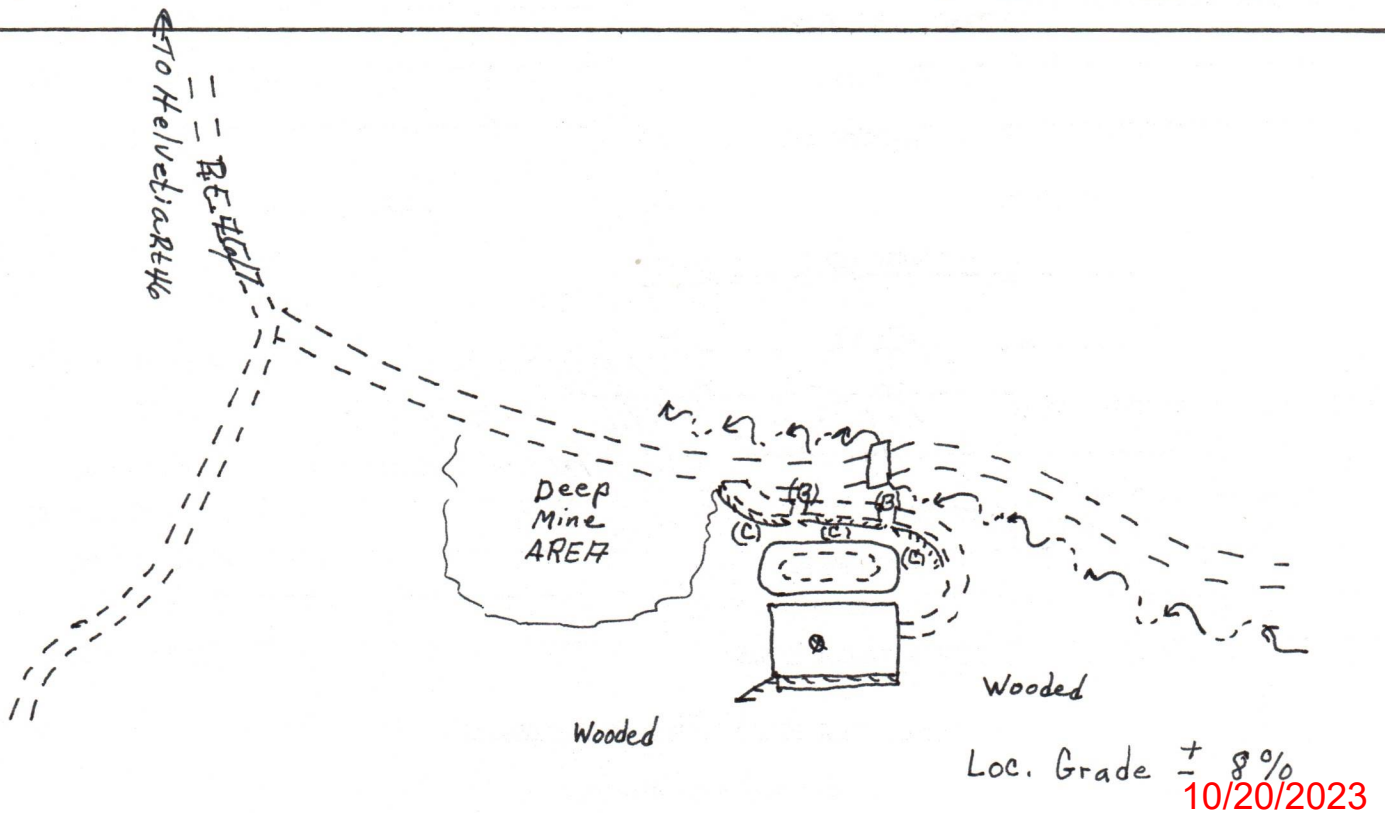 To Helvetia Rt 46
Deep
Mine
AREA
(B)
(B)
(C)
(C)
(C)
Wooded
Wooded
Loc. Grade ± 8%
10/20/2023